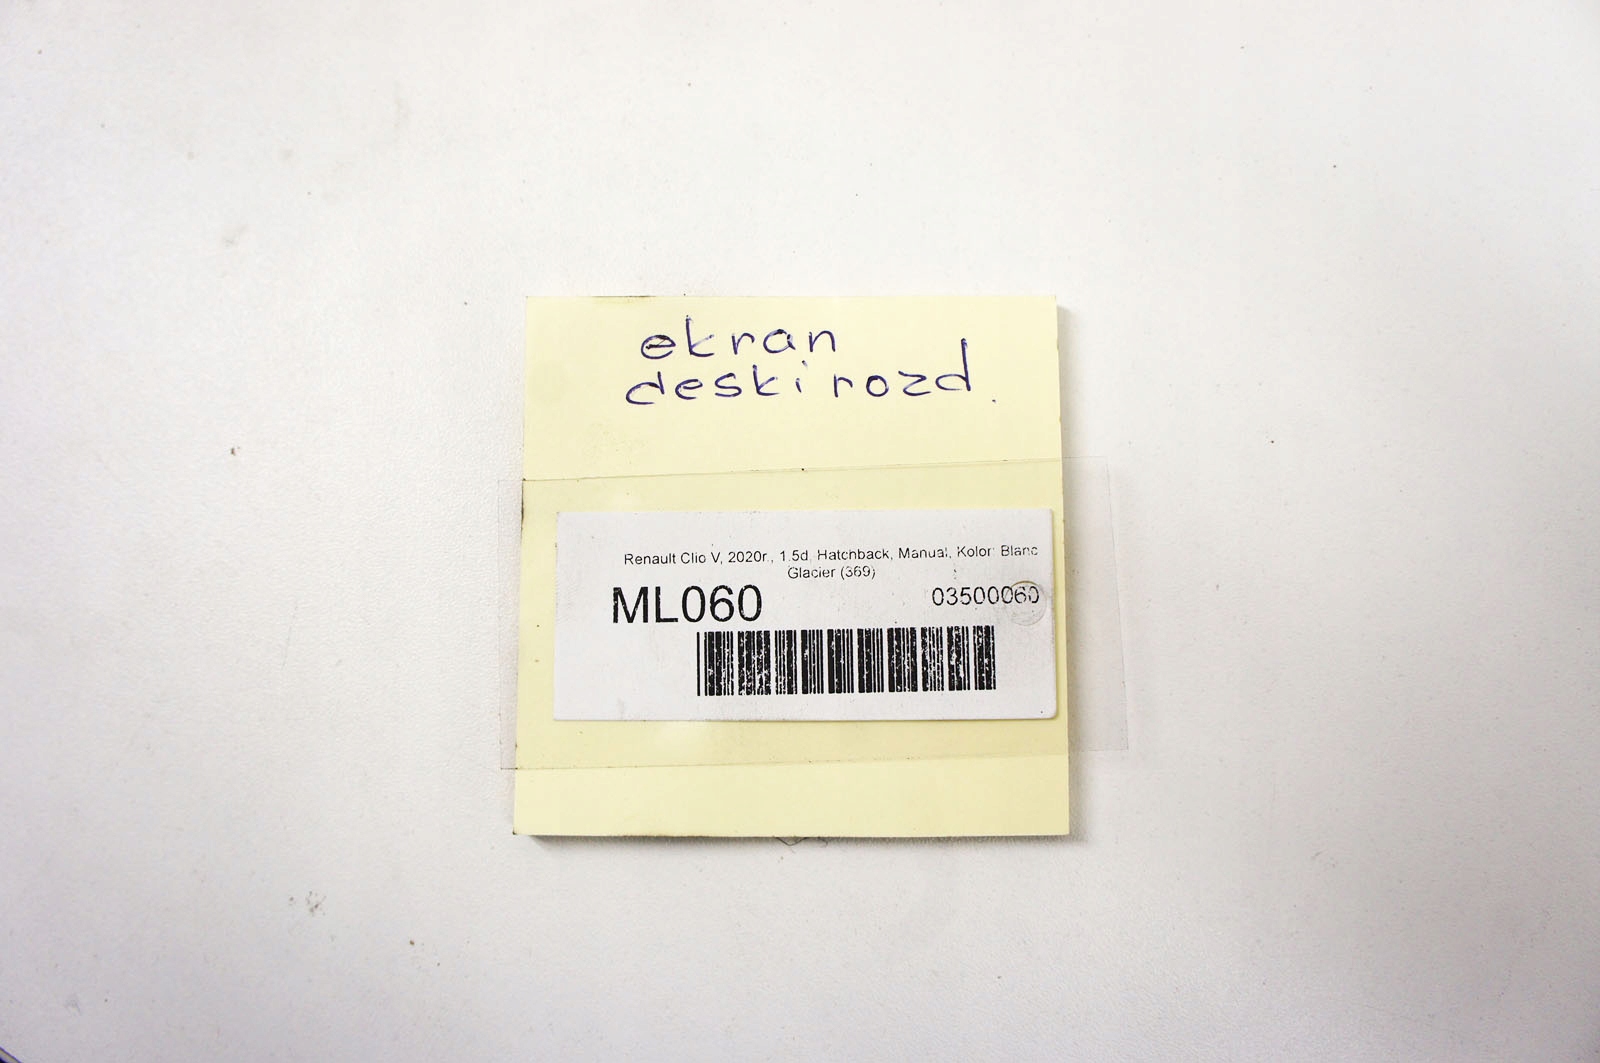 ekran
deski rozd.
Renault Clio V, 2020r., 1.5d, Hatchback, Manual, Kolor: Blanc
Glacier (369)
ML060
03500060